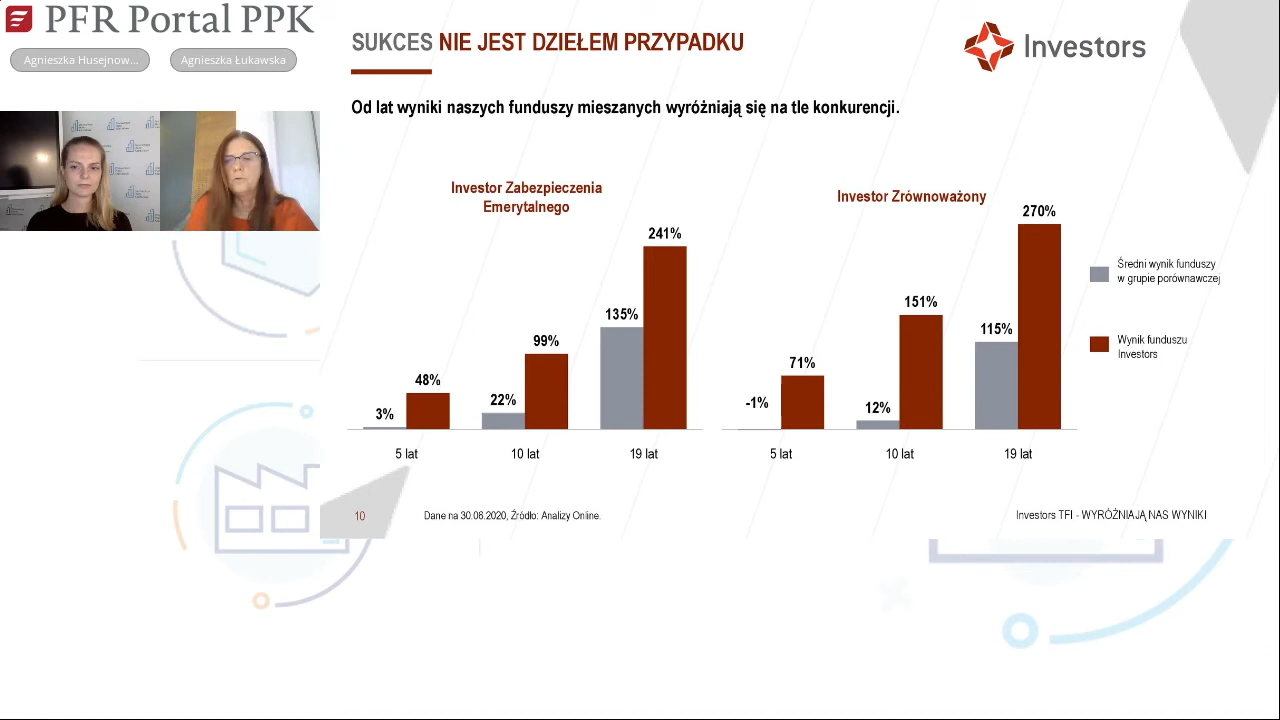 PFR Portal PPK
Agnieszka Husejnow...
Agnieszka Łukawska
SUKCES NIE JEST DZIEŁEM PRZYPADKU
Investors
Od lat wyniki naszych funduszy mieszanych wyróżniają się na tle konkurencji.
Investor Zabezpieczenia
Emerytalnego
241%
135%
99%
48%
22%
3%
5 lat
10 lat
19 lat
Investor Zrównoważony
270%
151%
115%
71%
-1%
12%
5 lat
10 lat
19 lat
Średni wynik funduszy
w grupie porównawczej
Wynik funduszu
Investors
10
Dane na 30.08.2020, Źródło: Analizy Online.
Investors TFI - WYRÓŻNIAJĄ NAS WYNIKI